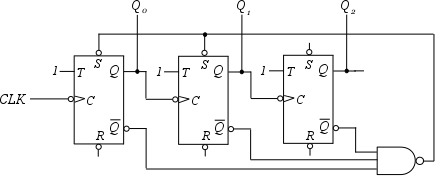 Q0 Q1 Q2
S S S
1 T Q 1 T Q 1 T Q
CLK C C C
Q̅ Q̅ Q̅
R R R